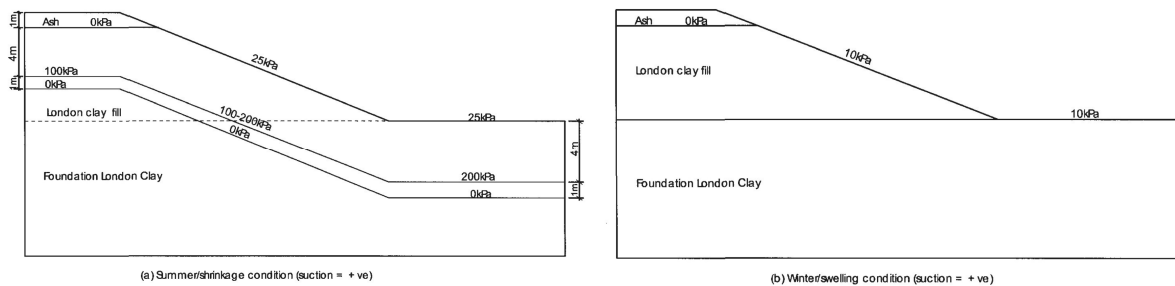 1m
Ash 0kPa
4m
25kPa
100kPa
1m
0kPa
London clay fill
100-200kPa
0kPa
25kPa
4m
Foundation London Clay
200kPa
1m
0kPa
(a) Summer/shrinkage condition (suction = + ve)
Ash 0kPa
10kPa
London clay fill
10kPa
Foundation London Clay
(b) Winter/swelling condition (suction = + ve)